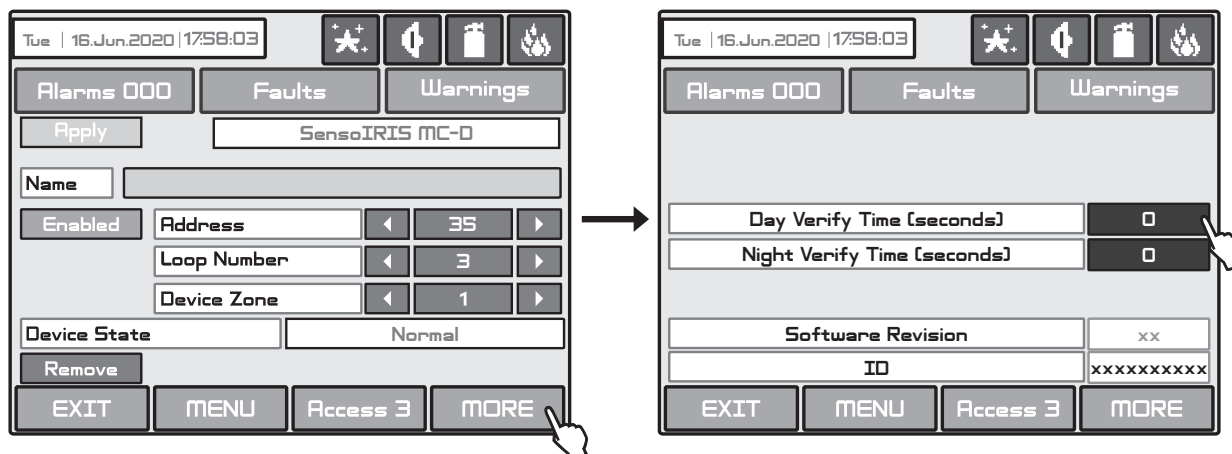 Tue | 16.Jun.2020 | 17:58:03
Alarms 000 Faults Warnings
Apply SensoIRIS MC-D
Name
Enabled Address 35
Loop Number 3
Device Zone 1
Device State Normal
Remove
EXIT MENU Access 3 MORE
Tue | 16.Jun.2020 | 17:58:03
Alarms 000 Faults Warnings
Day Verify Time (seconds) 0
Night Verify Time (seconds) 0
Software Revision xx
ID xxxxxxxxxx
EXIT MENU Access 3 MORE